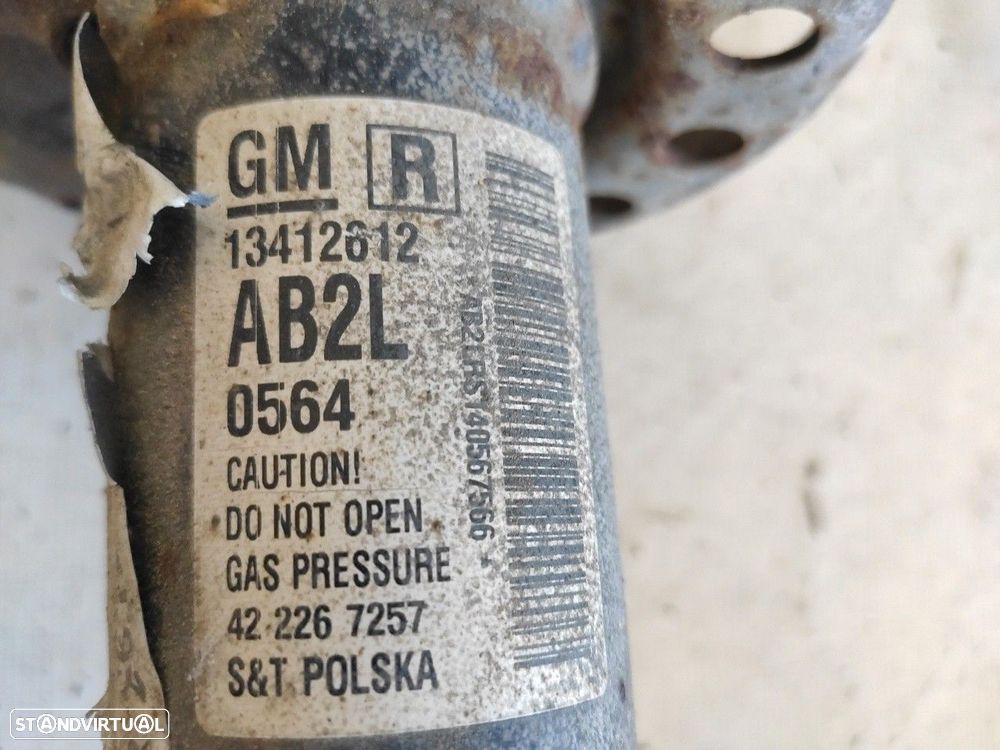 GM R
13412612
AB2L
0564
CAUTION!
DO NOT OPEN
GAS PRESSURE
42 226 7257
S&T POLSKA
STANDVIRTUAL